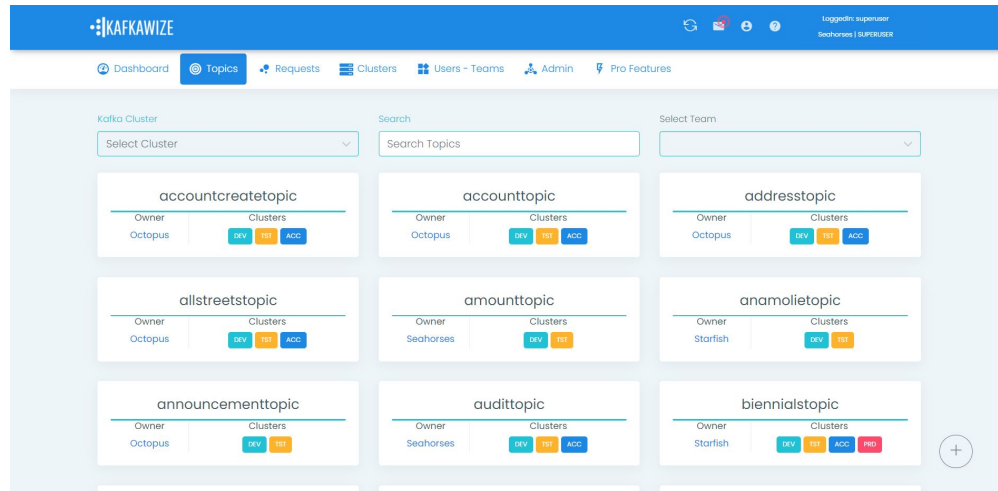 KAFKAWIZE
LoggedIn: superuser
Seahorses | SUPERUSER
Dashboard Topics Requests Clusters Users - Teams Admin Pro Features
Kafka Cluster Search Select Team
Select Cluster Search Topics
accountcreatetopic accounttopic addresstopic
Owner Clusters Owner Clusters Owner Clusters
Octopus DEV TST ACC Octopus DEV TST ACC Octopus DEV TST ACC
allstreetstopic amounttopic anamolietopic
Owner Clusters Owner Clusters Owner Clusters
Octopus DEV TST ACC Seahorses DEV TST Starfish DEV TST
announcementtopic audittopic biennialstopic
Owner Clusters Owner Clusters Owner Clusters
Octopus DEV TST Seahorses DEV TST ACC Starfish DEV TST ACC PRD